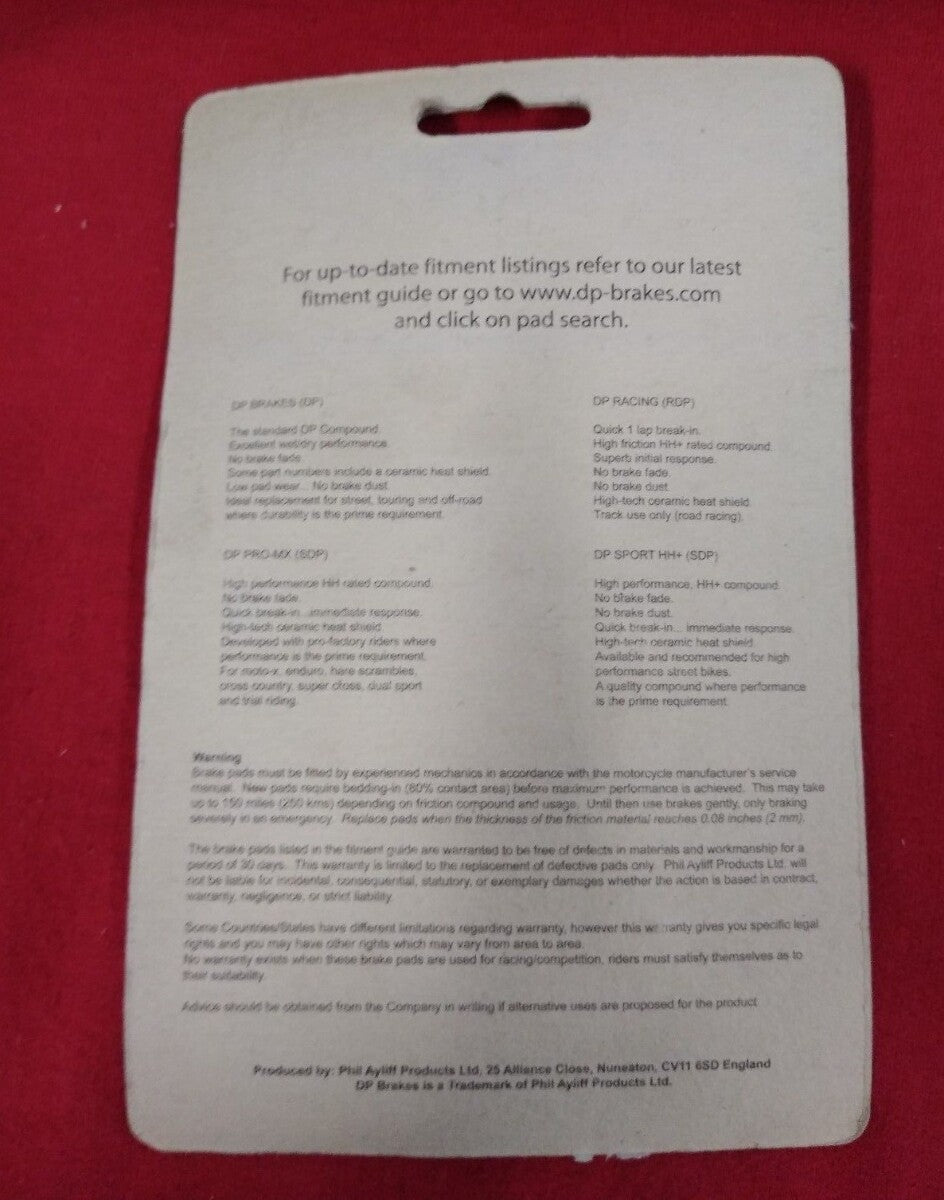 For up-to-date fitment listings refer to our latest
fitment guide or go to www.dp-brakes.com
and click on pad search.
DP BRAKES (DP)
The standard DP Compound.
Excellent wet/dry performance.
No brake fade.
Some part numbers include a ceramic heat shield.
Low pad wear... No brake dust.
Ideal replacement for street, touring and off-road
where durability is the prime requirement.
DP RACING (RDP)
Quick 1 lap break-in.
High friction HH+ rated compound.
Superb initial response.
No brake fade.
No brake dust.
High-tech ceramic heat shield.
Track use only (road racing).
DP PRO-MX (SDP)
High performance HH rated compound.
No brake fade.
Quick break-in...immediate response.
High-tech ceramic heat shield.
Developed with pro-factory riders where
performance is the prime requirement.
For moto-x, enduro, hare scrambles,
cross country, super cross, dual sport
and trail riding.
DP SPORT HH+ (SDP)
High performance, HH+ compound.
No brake fade.
No brake dust.
Quick break-in... immediate response.
High-tech ceramic heat shield.
Available and recommended for high
performance street bikes.
A quality compound where performance
is the prime requirement.
Warning
Brake pads must be fitted by experienced mechanics in accordance with the motorcycle manufacturer's service
manual. New pads require bedding-in (80% contact area) before maximum performance is achieved. This may take
up to 150 miles (250 kms) depending on friction compound and usage. Until then use brakes gently, only braking
severely in an emergency. Replace pads when the thickness of the friction material reaches 0.08 inches (2 mm).
The brake pads listed in the fitment guide are warranted to be free of defects in materials and workmanship for a
period of 30 days. This warranty is limited to the replacement of defective pads only. Phil Ayliff Products Ltd. will
not be liable for incidental, consequential, statutory, or exemplary damages whether the action is based in contract,
warranty, negligence, or strict liability.
Some Countries/States have different limitations regarding warranty, however this warranty gives you specific legal
rights and you may have other rights which may vary from area to area.
No warranty exists when these brake pads are used for racing/competition, riders must satisfy themselves as to
their suitability.
Advice should be obtained from the Company in writing if alternative uses are proposed for the product.
Produced by: Phil Ayliff Products Ltd, 25 Alliance Close, Nuneaton, CV11 6SD England
DP Brakes is a Trademark of Phil Ayliff Products Ltd.